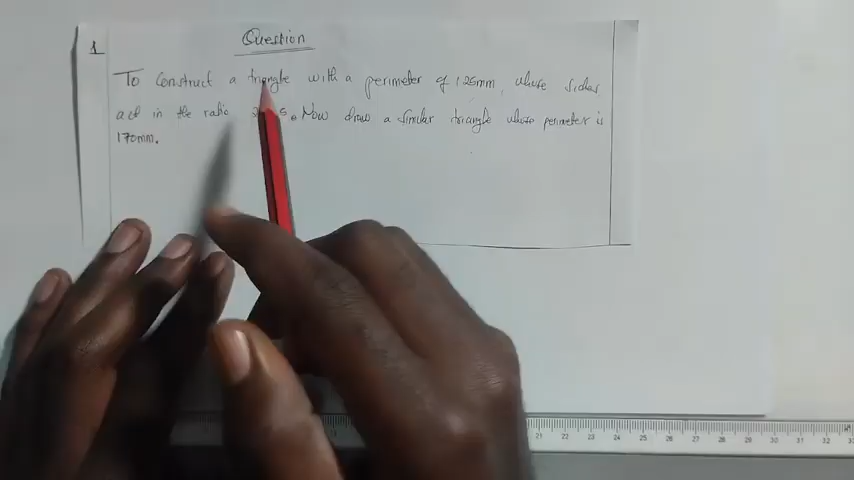 1
Question
To Construct a triangle with a perimeter of 125mm, whose sides
are in the ratio 5. Now draw a similar triangle whose perimeter is
170mm.
21 22 23 24 25 26 27 28 29 30 31 32